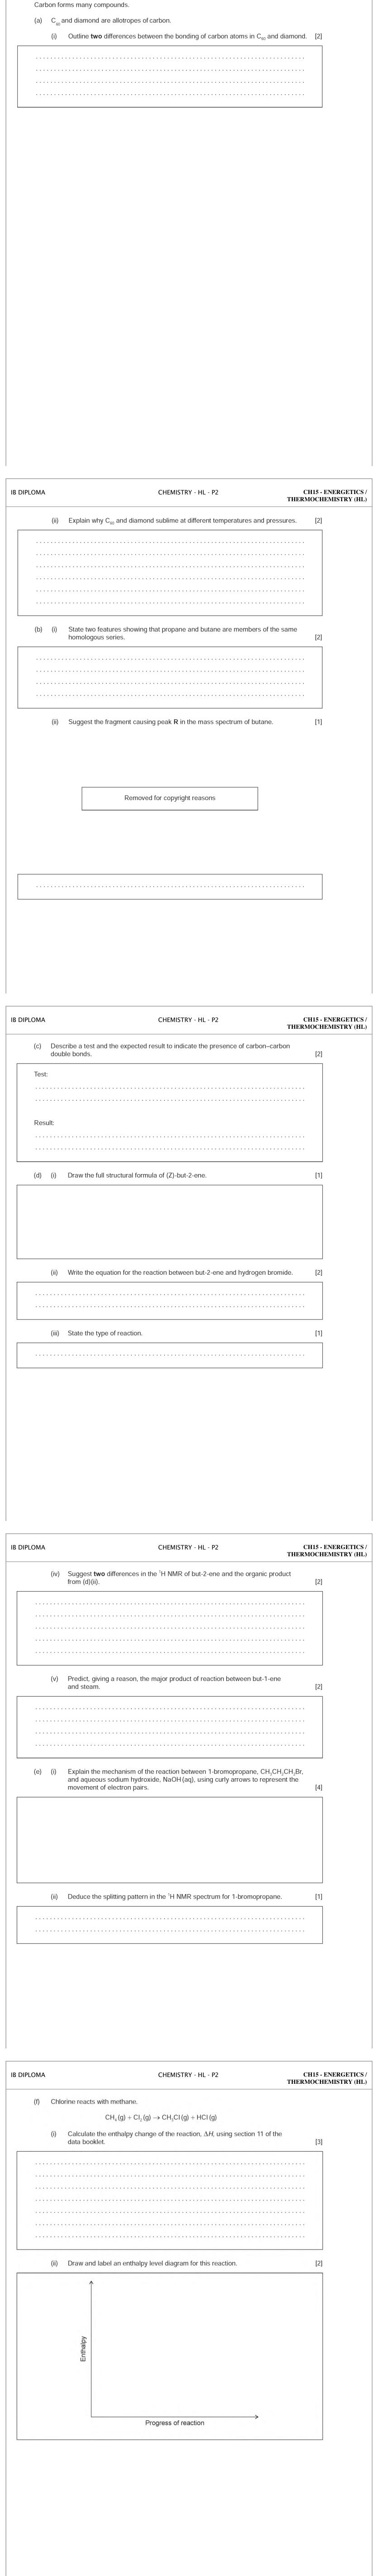 Carbon forms many compounds.
(a) C₆₀ and diamond are allotropes of carbon.
(i) Outline two differences between the bonding of carbon atoms in C₆₀ and diamond. [2]
IB DIPLOMA CHEMISTRY - HL - P2 CH15 - ENERGETICS /
THERMOCHEMISTRY (HL)
(ii) Explain why C₆₀ and diamond sublime at different temperatures and pressures. [2]
(b) (i) State two features showing that propane and butane are members of the same
homologous series. [2]
(ii) Suggest the fragment causing peak R in the mass spectrum of butane. [1]
Removed for copyright reasons
IB DIPLOMA CHEMISTRY - HL - P2 CH15 - ENERGETICS /
THERMOCHEMISTRY (HL)
(c) Describe a test and the expected result to indicate the presence of carbon–carbon
double bonds. [2]
Test:
Result:
(d) (i) Draw the full structural formula of (Z)-but-2-ene. [1]
(ii) Write the equation for the reaction between but-2-ene and hydrogen bromide. [2]
(iii) State the type of reaction. [1]
IB DIPLOMA CHEMISTRY - HL - P2 CH15 - ENERGETICS /
THERMOCHEMISTRY (HL)
(iv) Suggest two differences in the ¹H NMR of but-2-ene and the organic product
from (d)(ii). [2]
(v) Predict, giving a reason, the major product of reaction between but-1-ene
and steam. [2]
(e) (i) Explain the mechanism of the reaction between 1-bromopropane, CH₃CH₂CH₂Br,
and aqueous sodium hydroxide, NaOH (aq), using curly arrows to represent the
movement of electron pairs. [4]
(ii) Deduce the splitting pattern in the ¹H NMR spectrum for 1-bromopropane. [1]
IB DIPLOMA CHEMISTRY - HL - P2 CH15 - ENERGETICS /
THERMOCHEMISTRY (HL)
(f) Chlorine reacts with methane.
CH₄ (g) + Cl₂ (g) → CH₃Cl (g) + HCl (g)
(i) Calculate the enthalpy change of the reaction, ΔH, using section 11 of the
data booklet. [3]
(ii) Draw and label an enthalpy level diagram for this reaction. [2]
Enthalpy
Progress of reaction